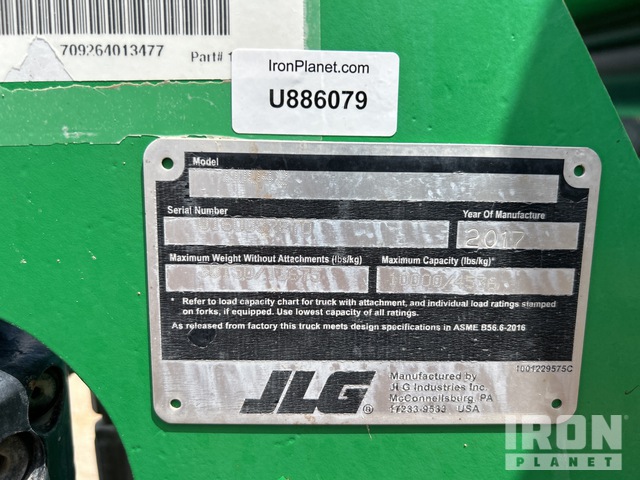 709264013477 Part#
IronPlanet.com
U886079
Model
Serial Number Year Of Manufacture
2017
Maximum Weight Without Attachments (lbs/kg) Maximum Capacity (lbs/kg)*
10000/4536
* Refer to load capacity chart for truck with attachment, and individual load ratings stamped
on forks, if equipped. Use lowest capacity of all ratings.
As released from factory this truck meets design specifications in ASME B56.6-2016
1001229575C
JLG ®
Manufactured by
JLG Industries Inc.
McConnellsburg, PA
17233-9533 USA
IRON
PLANET